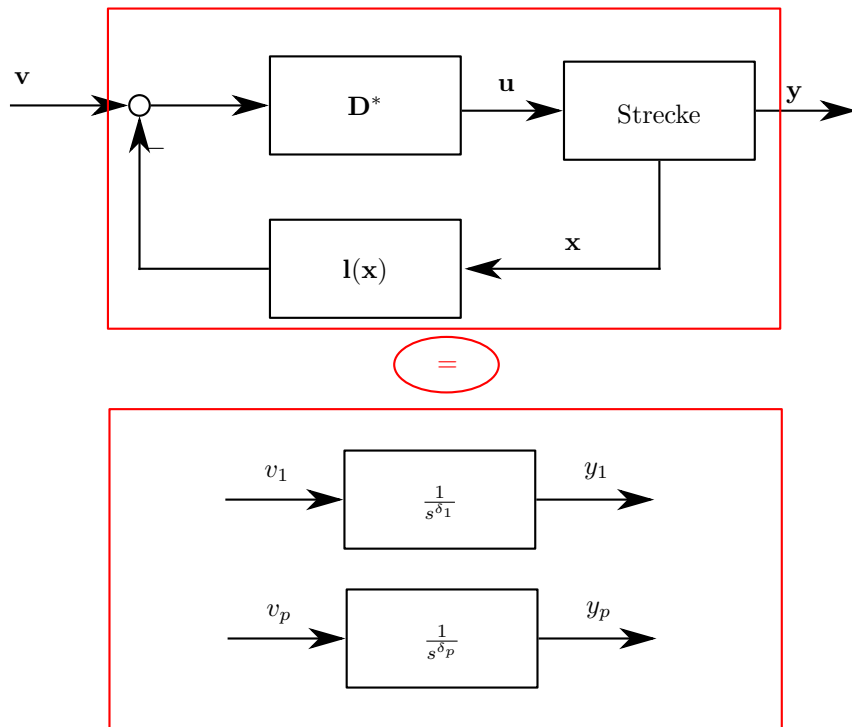 v
D*
u
Strecke
y
−
l(x)
x
=
v₁
1/s^δ₁
y₁
vₚ
1/s^δₚ
yₚ